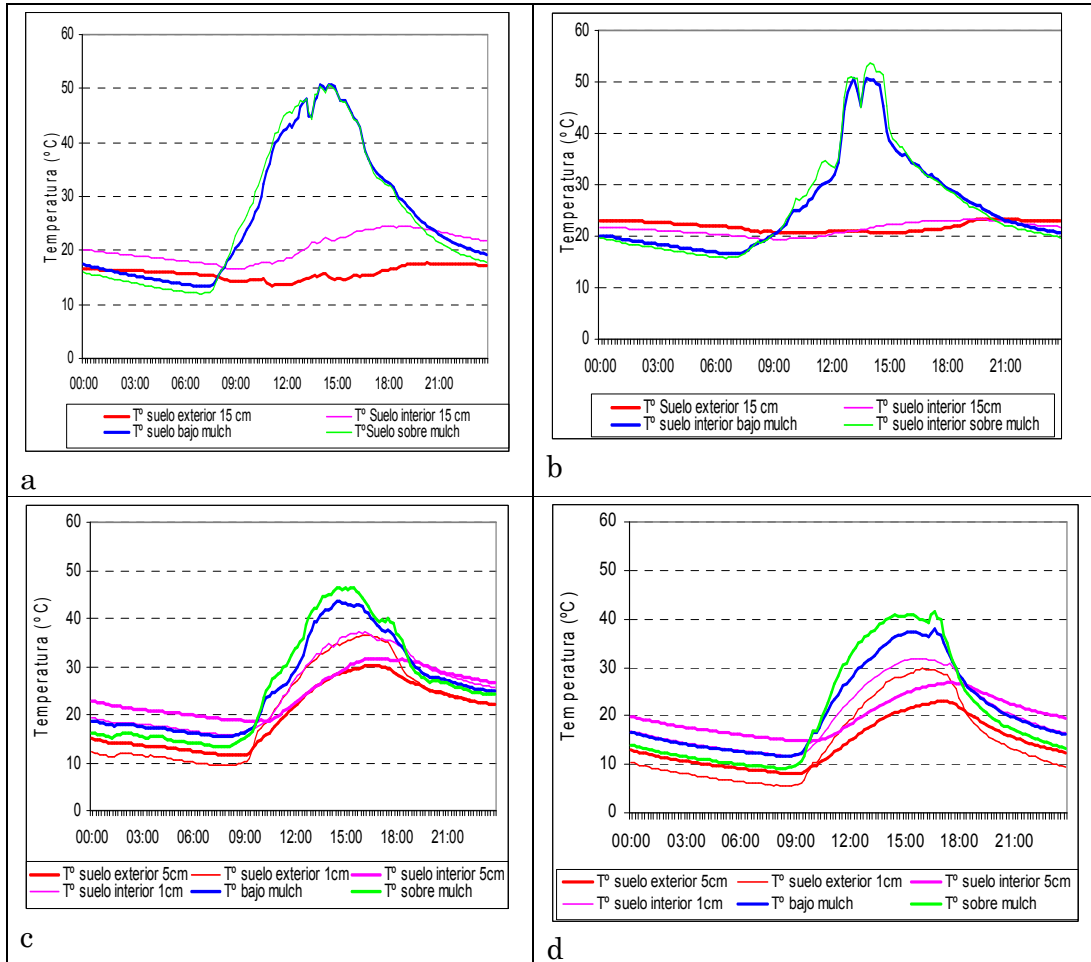 60
50
40
30
20
10
0
Temperatura (ºC)
00:00 03:00 06:00 09:00 12:00 15:00 18:00 21:00
Tº suelo exterior 15 cm Tº Suelo interior 15 cm
Tº suelo bajo mulch TºSuelo sobre mulch
a
60
50
40
30
20
10
0
Temperatura (ºC)
00:00 03:00 06:00 09:00 12:00 15:00 18:00 21:00
Tº Suelo exterior 15 cm Tº suelo interior 15cm
Tº suelo interior bajo mulch Tº suelo interior sobre mulch
b
60
50
40
30
20
10
0
Temperatura (ºC)
00:00 03:00 06:00 09:00 12:00 15:00 18:00 21:00
Tº suelo exterior 5cm Tº suelo exterior 1cm Tº suelo interior 5cm
Tº suelo interior 1cm Tº bajo mulch Tº sobre mulch
c
60
50
40
30
20
10
0
Temperatura (ºC)
00:00 03:00 06:00 09:00 12:00 15:00 18:00 21:00
Tº suelo exterior 5cm Tº suelo exterior 1cm Tº suelo interior 5cm
Tº suelo interior 1cm Tº bajo mulch Tº sobre mulch
d